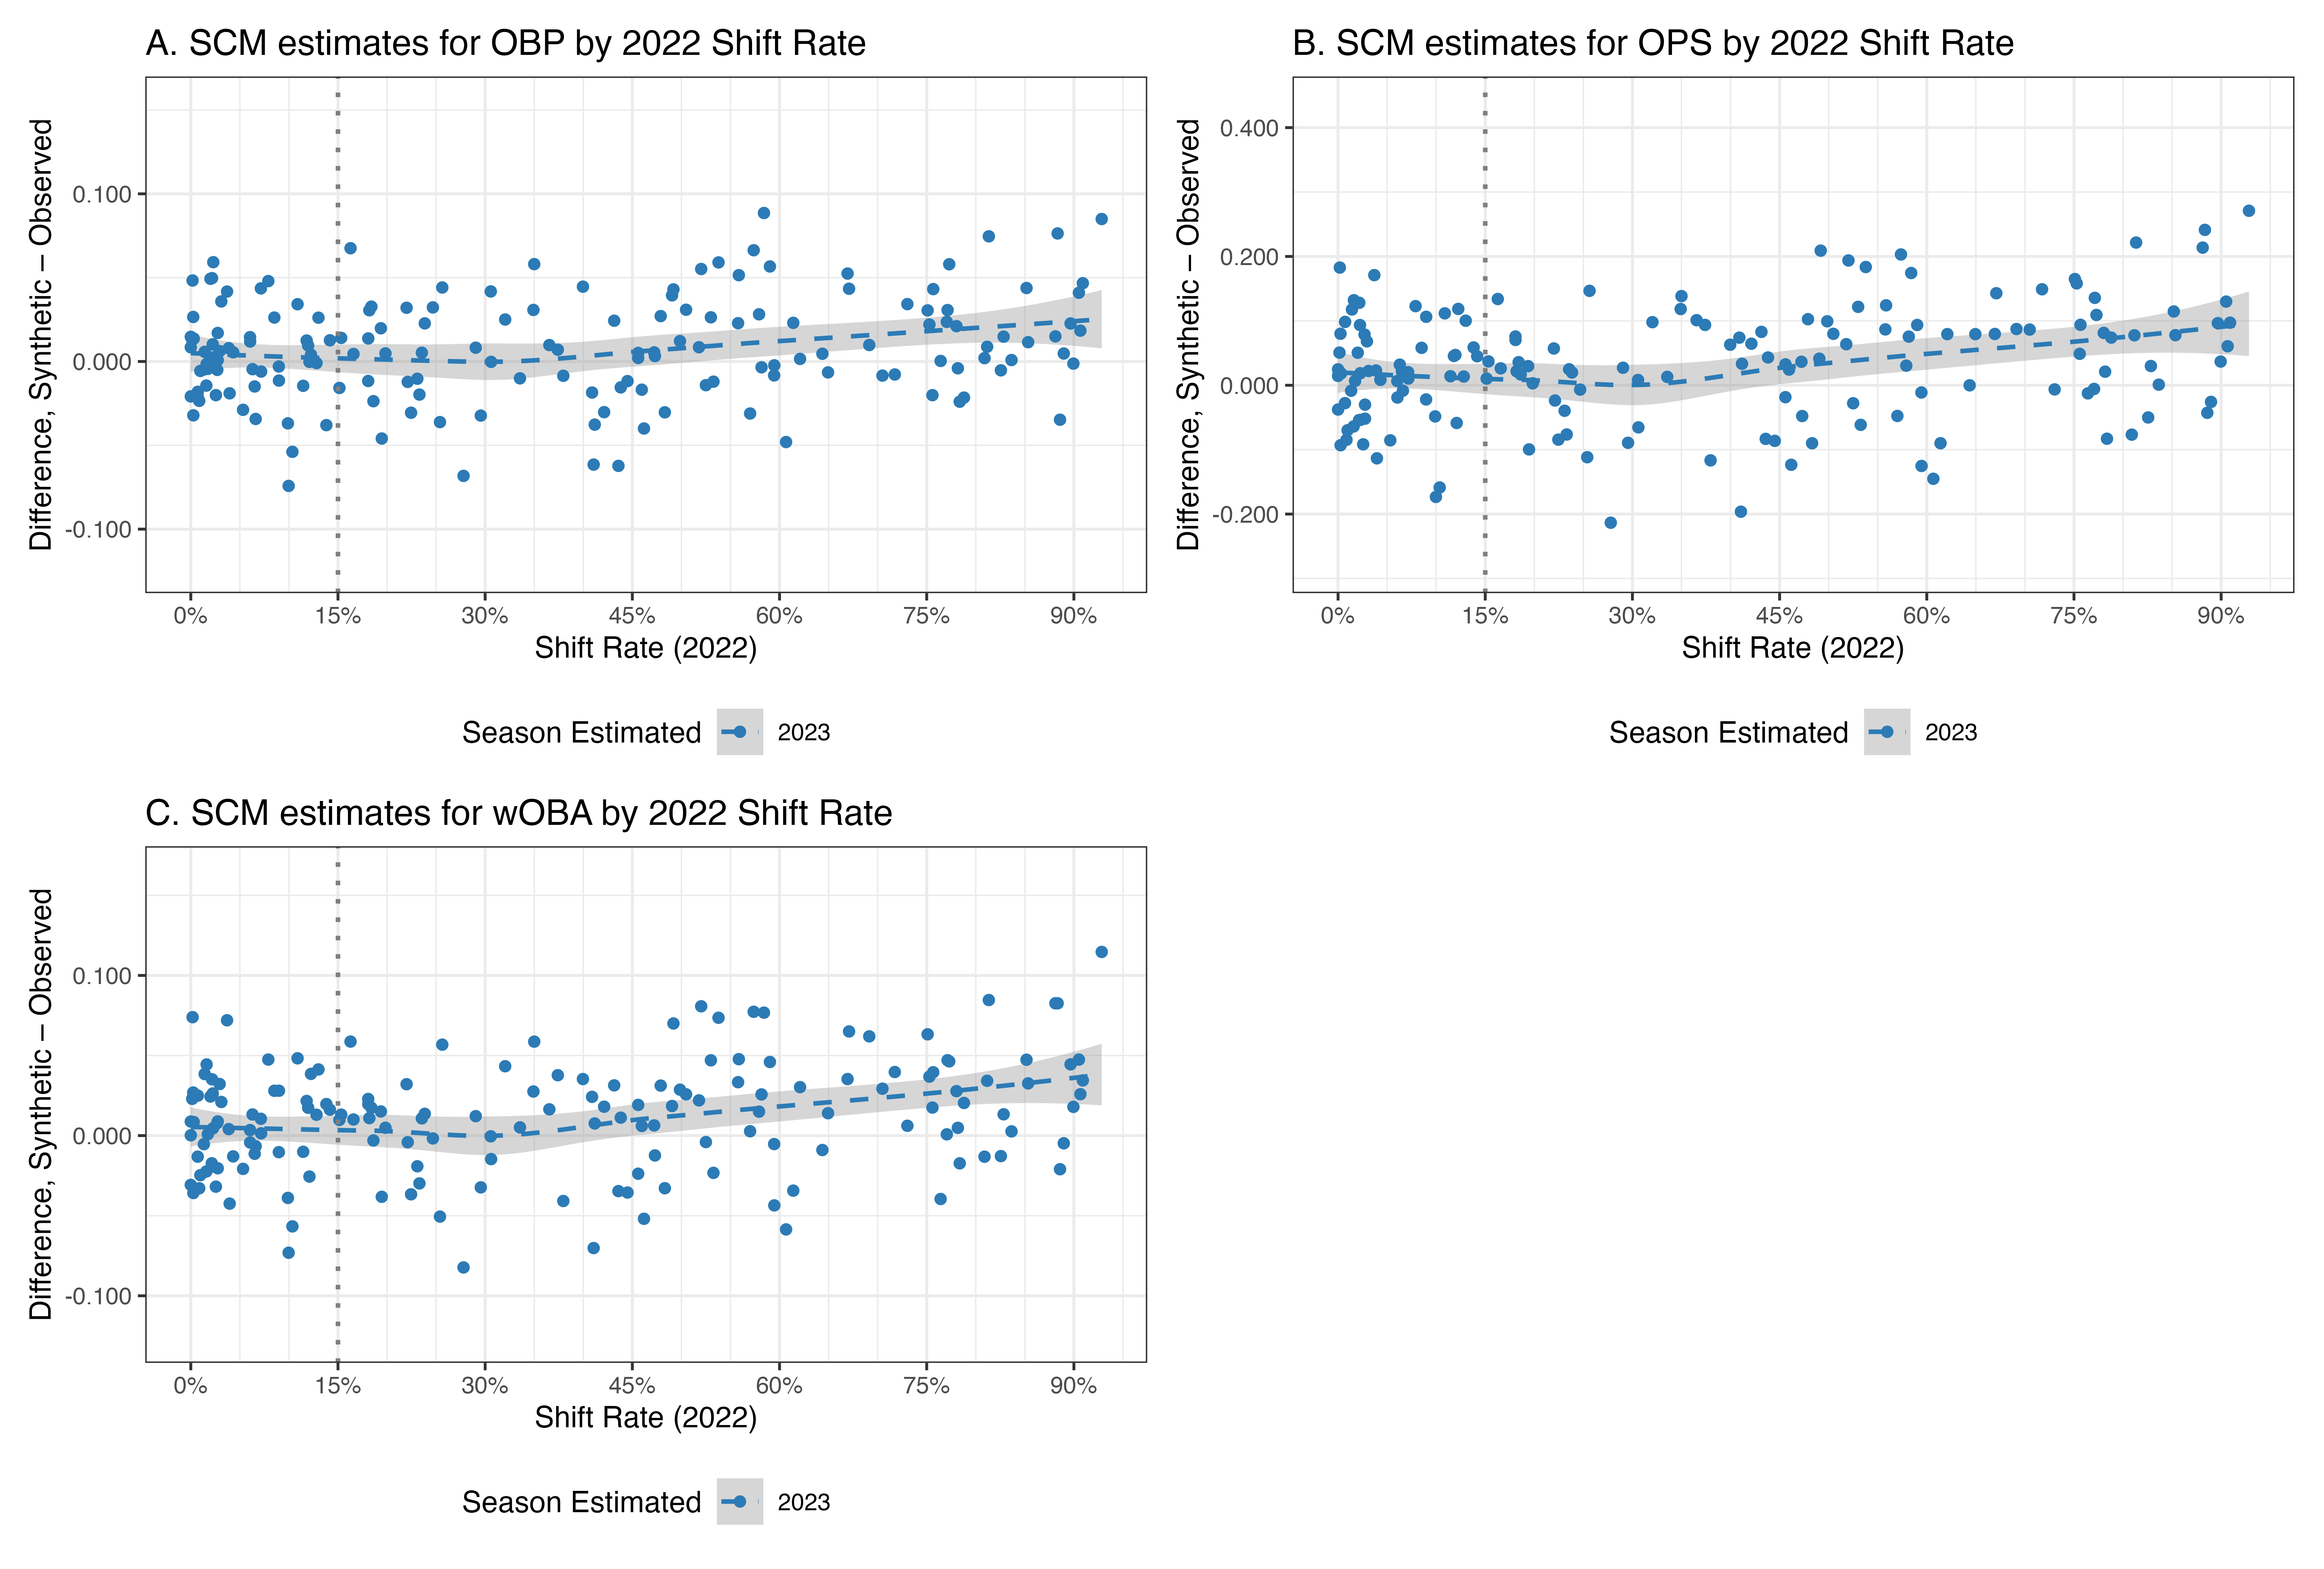 A. SCM estimates for OBP by 2022 Shift Rate
Difference, Synthetic – Observed
0.100
0.000
-0.100
0% 15% 30% 45% 60% 75% 90%
Shift Rate (2022)
Season Estimated 2023
B. SCM estimates for OPS by 2022 Shift Rate
Difference, Synthetic – Observed
0.400
0.200
0.000
-0.200
0% 15% 30% 45% 60% 75% 90%
Shift Rate (2022)
Season Estimated 2023
C. SCM estimates for wOBA by 2022 Shift Rate
Difference, Synthetic – Observed
0.100
0.000
-0.100
0% 15% 30% 45% 60% 75% 90%
Shift Rate (2022)
Season Estimated 2023